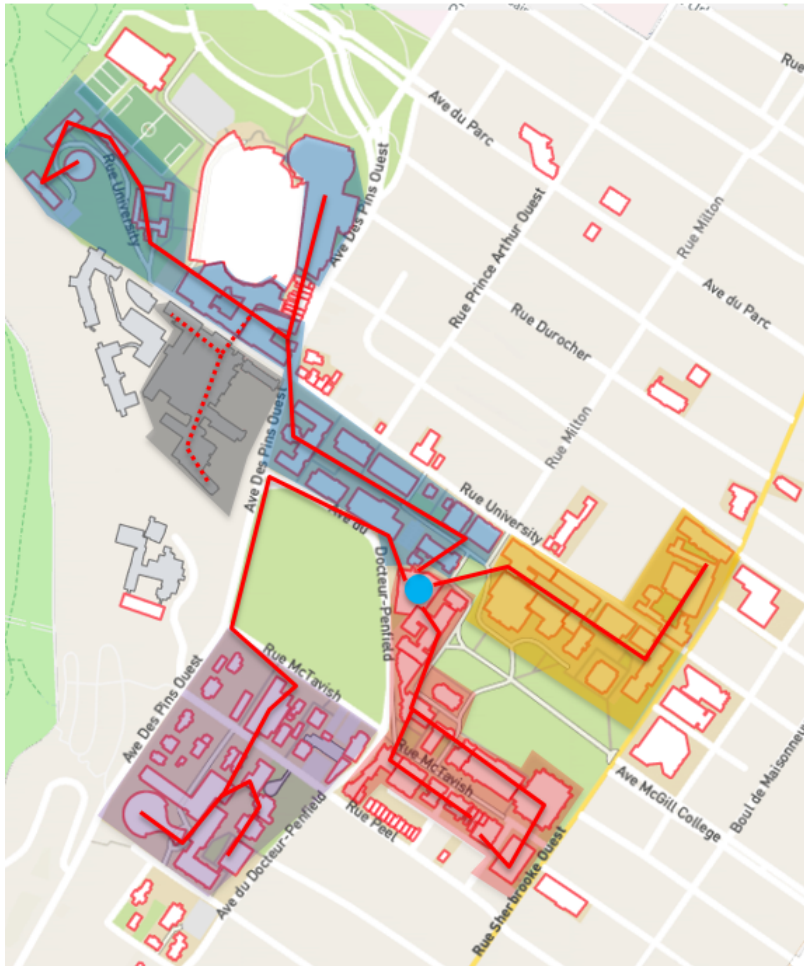 Ave du Parc
Rue
Rue Prince Arthur Ouest
Rue Milton
Ave Des Pins Ouest
Rue University
Ave du Parc
Rue Durocher
Rue Milton
Ave Des Pins Ouest
Rue University
Ave du
Docteur-Penfield
Rue McTavish
Ave Des Pins Ouest
Rue McTavish
Rue Peel
Ave McGill College
Boul de Maisonneuv
Ave du Docteur-Penfield
Rue Sherbrooke Ouest